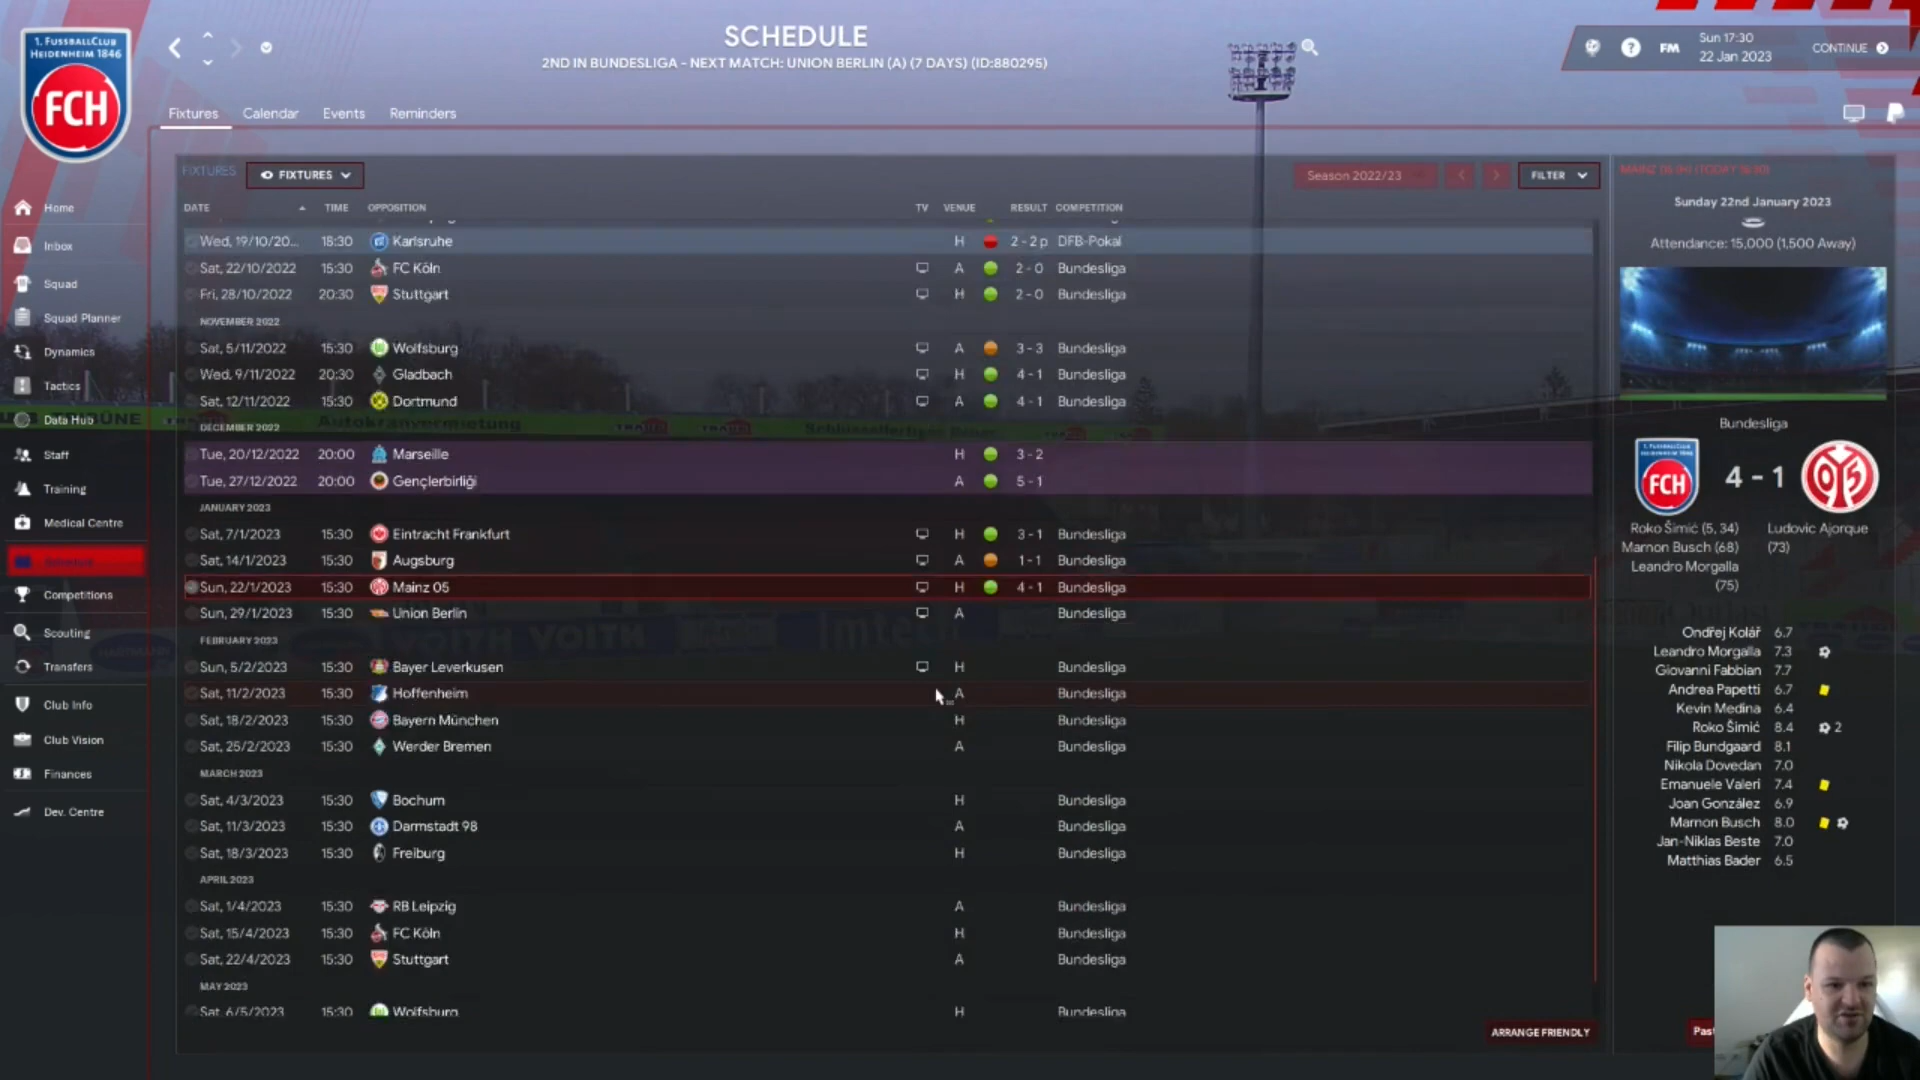 1. FUSSBALLCLUB
HEIDENHEIM 1846
FCH
SCHEDULE
2ND IN BUNDESLIGA - NEXT MATCH: UNION BERLIN (A) (7 DAYS) (ID:880295)
FM
Sun 17:30
22 Jan 2023
CONTINUE
Fixtures Calendar Events Reminders
FIXTURES FIXTURES Season 2022/23 FILTER
DATE TIME OPPOSITION TV VENUE RESULT COMPETITION
Wed, 19/10/20... 18:30 Karlsruhe H 2 - 2 p DFB-Pokal
Sat, 22/10/2022 15:30 FC Köln A 2 - 0 Bundesliga
Fri, 28/10/2022 20:30 Stuttgart H 2 - 0 Bundesliga
NOVEMBER 2022
Sat, 5/11/2022 15:30 Wolfsburg A 3 - 3 Bundesliga
Wed, 9/11/2022 20:30 Gladbach H 4 - 1 Bundesliga
Sat, 12/11/2022 15:30 Dortmund A 4 - 1 Bundesliga
DECEMBER 2022
Tue, 20/12/2022 20:00 Marseille H 3 - 2
Tue, 27/12/2022 20:00 Gençlerbirliği A 5 - 1
JANUARY 2023
Sat, 7/1/2023 15:30 Eintracht Frankfurt H 3 - 1 Bundesliga
Sat, 14/1/2023 15:30 Augsburg A 1 - 1 Bundesliga
Sun, 22/1/2023 15:30 Mainz 05 H 4 - 1 Bundesliga
Sun, 29/1/2023 15:30 Union Berlin A Bundesliga
FEBRUARY 2023
Sun, 5/2/2023 15:30 Bayer Leverkusen H Bundesliga
Sat, 11/2/2023 15:30 Hoffenheim A Bundesliga
Sat, 18/2/2023 15:30 Bayern München H Bundesliga
Sat, 25/2/2023 15:30 Werder Bremen A Bundesliga
MARCH 2023
Sat, 4/3/2023 15:30 Bochum H Bundesliga
Sat, 11/3/2023 15:30 Darmstadt 98 A Bundesliga
Sat, 18/3/2023 15:30 Freiburg H Bundesliga
APRIL 2023
Sat, 1/4/2023 15:30 RB Leipzig A Bundesliga
Sat, 15/4/2023 15:30 FC Köln H Bundesliga
Sat, 22/4/2023 15:30 Stuttgart A Bundesliga
MAY 2023
Sat, 6/5/2023 15:30 Wolfsburg H Bundesliga
ARRANGE FRIENDLY
Home
Inbox
Squad
Squad Planner
Dynamics
Tactics
Data Hub
Staff
Training
Medical Centre
Schedule
Competitions
Scouting
Transfers
Club Info
Club Vision
Finances
Dev. Centre
Sunday 22nd January 2023
Attendance: 15,000 (1,500 Away)
Bundesliga
FCH 4 - 1 05
Roko Šimić (5, 34) Ludovic Ajorque
Marnon Busch (68) (73)
Leandro Morgalla
(75)
Ondřej Kolář 6.7
Leandro Morgalla 7.3
Giovanni Fabbian 7.7
Andrea Papetti 6.7
Kevin Medina 6.4
Roko Šimić 8.4 2
Filip Bundgaard 8.1
Nikola Dovedan 7.0
Emanuele Valeri 7.4
Joan González 6.9
Marnon Busch 8.0
Jan-Niklas Beste 7.0
Matthias Bader 6.5
Past